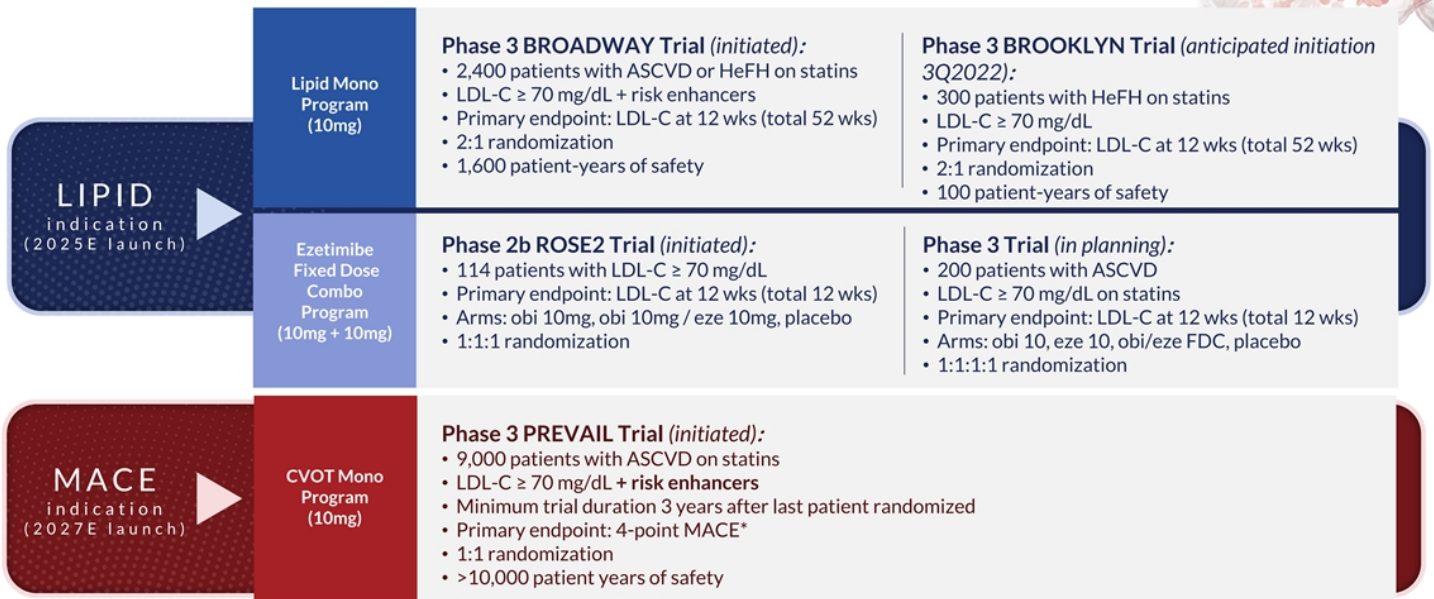 LIPID
indication
(2025E launch)
Lipid Mono
Program
(10mg)
Phase 3 BROADWAY Trial (initiated):
• 2,400 patients with ASCVD or HeFH on statins
• LDL-C ≥ 70 mg/dL + risk enhancers
• Primary endpoint: LDL-C at 12 wks (total 52 wks)
• 2:1 randomization
• 1,600 patient-years of safety
Phase 3 BROOKLYN Trial (anticipated initiation
3Q2022):
• 300 patients with HeFH on statins
• LDL-C ≥ 70 mg/dL
• Primary endpoint: LDL-C at 12 wks (total 52 wks)
• 2:1 randomization
• 100 patient-years of safety
Ezetimibe
Fixed Dose
Combo
Program
(10mg + 10mg)
Phase 2b ROSE2 Trial (initiated):
• 114 patients with LDL-C ≥ 70 mg/dL
• Primary endpoint: LDL-C at 12 wks (total 12 wks)
• Arms: obi 10mg, obi 10mg / eze 10mg, placebo
• 1:1:1 randomization
Phase 3 Trial (in planning):
• 200 patients with ASCVD
• LDL-C ≥ 70 mg/dL on statins
• Primary endpoint: LDL-C at 12 wks (total 12 wks)
• Arms: obi 10, eze 10, obi/eze FDC, placebo
• 1:1:1:1 randomization
MACE
indication
(2027E launch)
CVOT Mono
Program
(10mg)
Phase 3 PREVAIL Trial (initiated):
• 9,000 patients with ASCVD on statins
• LDL-C ≥ 70 mg/dL + risk enhancers
• Minimum trial duration 3 years after last patient randomized
• Primary endpoint: 4-point MACE*
• 1:1 randomization
• >10,000 patient years of safety